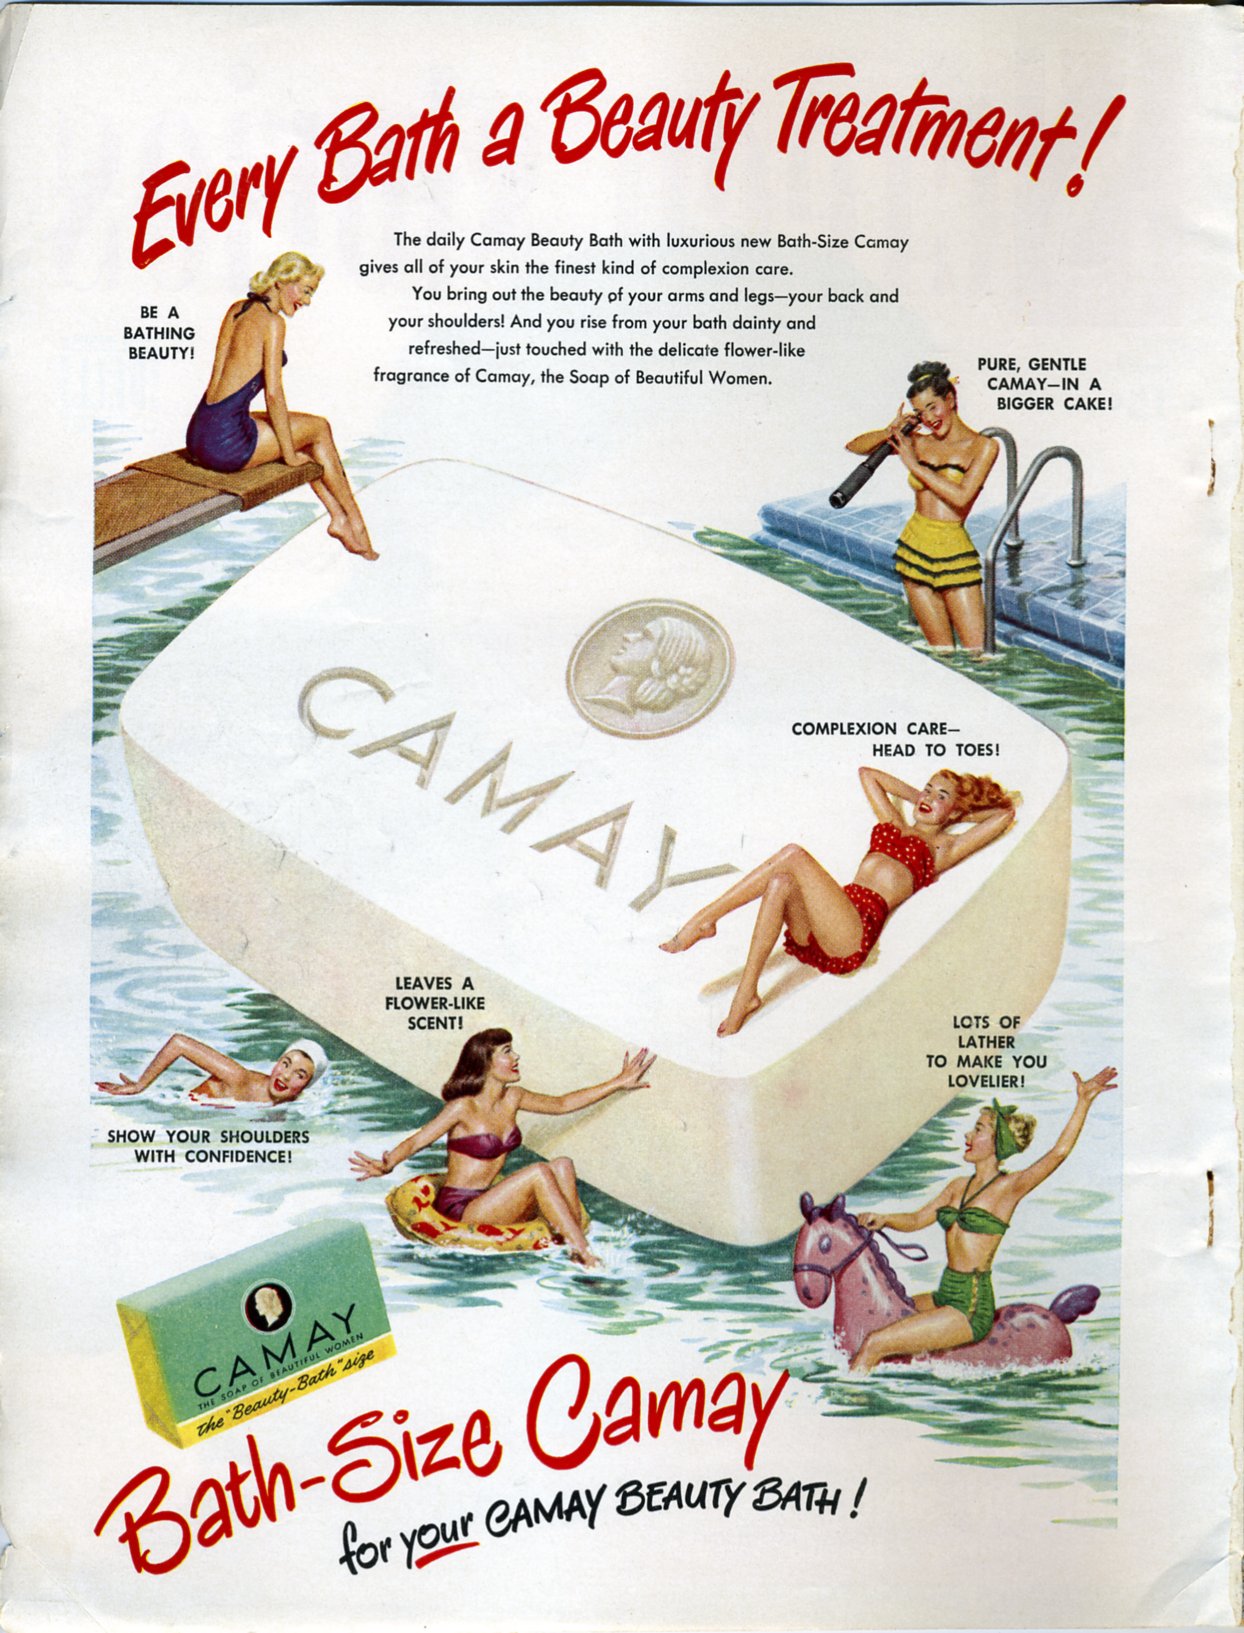 Every Bath a Beauty Treatment!
The daily Camay Beauty Bath with luxurious new Bath-Size Camay
gives all of your skin the finest kind of complexion care.
You bring out the beauty of your arms and legs—your back and
your shoulders! And you rise from your bath dainty and
refreshed—just touched with the delicate flower-like
fragrance of Camay, the Soap of Beautiful Women.
BE A
BATHING
BEAUTY!
PURE, GENTLE
CAMAY—IN A
BIGGER CAKE!
CAMAY
COMPLEXION CARE—
HEAD TO TOES!
LEAVES A
FLOWER-LIKE
SCENT!
LOTS OF
LATHER
TO MAKE YOU
LOVELIER!
SHOW YOUR SHOULDERS
WITH CONFIDENCE!
CAMAY
THE SOAP OF BEAUTIFUL WOMEN
the "Beauty-Bath" size
Bath-Size Camay
for your CAMAY BEAUTY BATH!